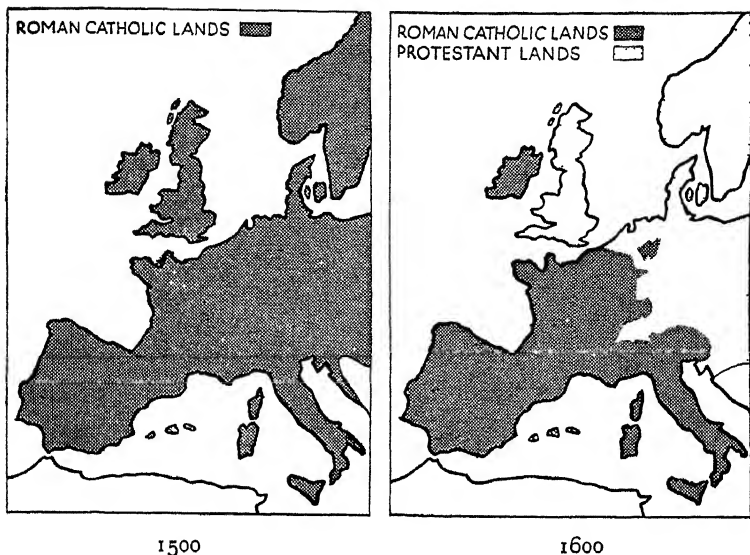 ROMAN CATHOLIC LANDS
ROMAN CATHOLIC LANDS
PROTESTANT LANDS
1500
1600